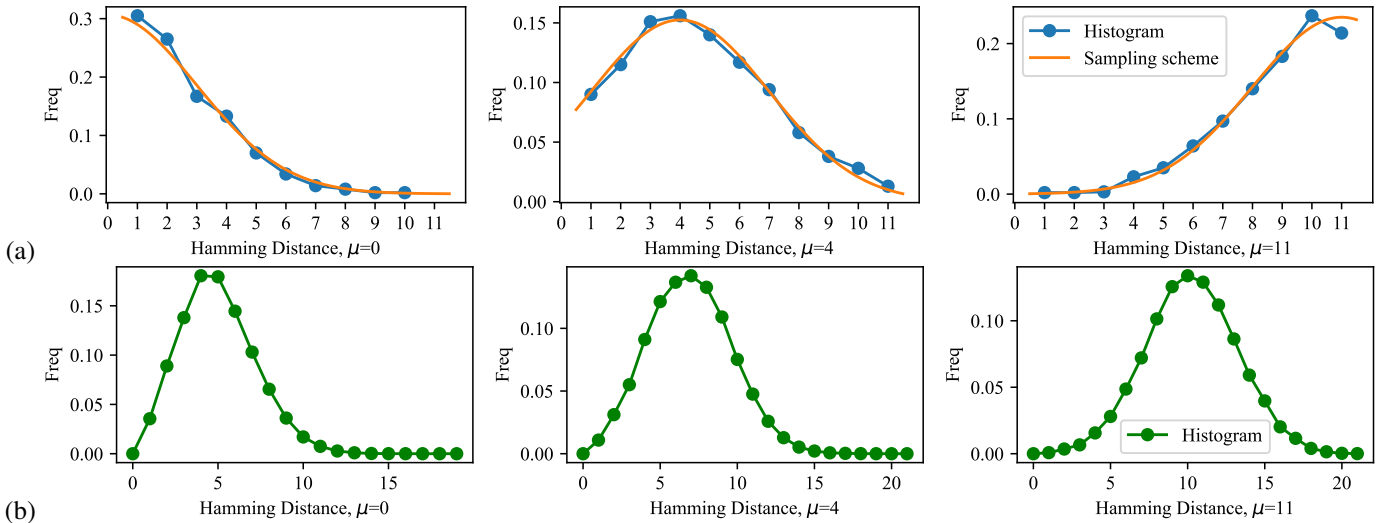 0.3
0.2
0.1
0.0
Freq
0 1 2 3 4 5 6 7 8 9 10 11
Hamming Distance, μ=0
0.15
0.10
0.05
0.00
Freq
0 1 2 3 4 5 6 7 8 9 10 11
Hamming Distance, μ=4
Histogram
Sampling scheme
0.2
0.1
0.0
Freq
0 1 2 3 4 5 6 7 8 9 10 11
Hamming Distance, μ=11
(a)
0.15
0.10
0.05
0.00
Freq
0 5 10 15
Hamming Distance, μ=0
0.10
0.05
0.00
Freq
0 5 10 15 20
Hamming Distance, μ=4
0.10
0.05
0.00
Freq
Histogram
0 5 10 15 20
Hamming Distance, μ=11
(b)